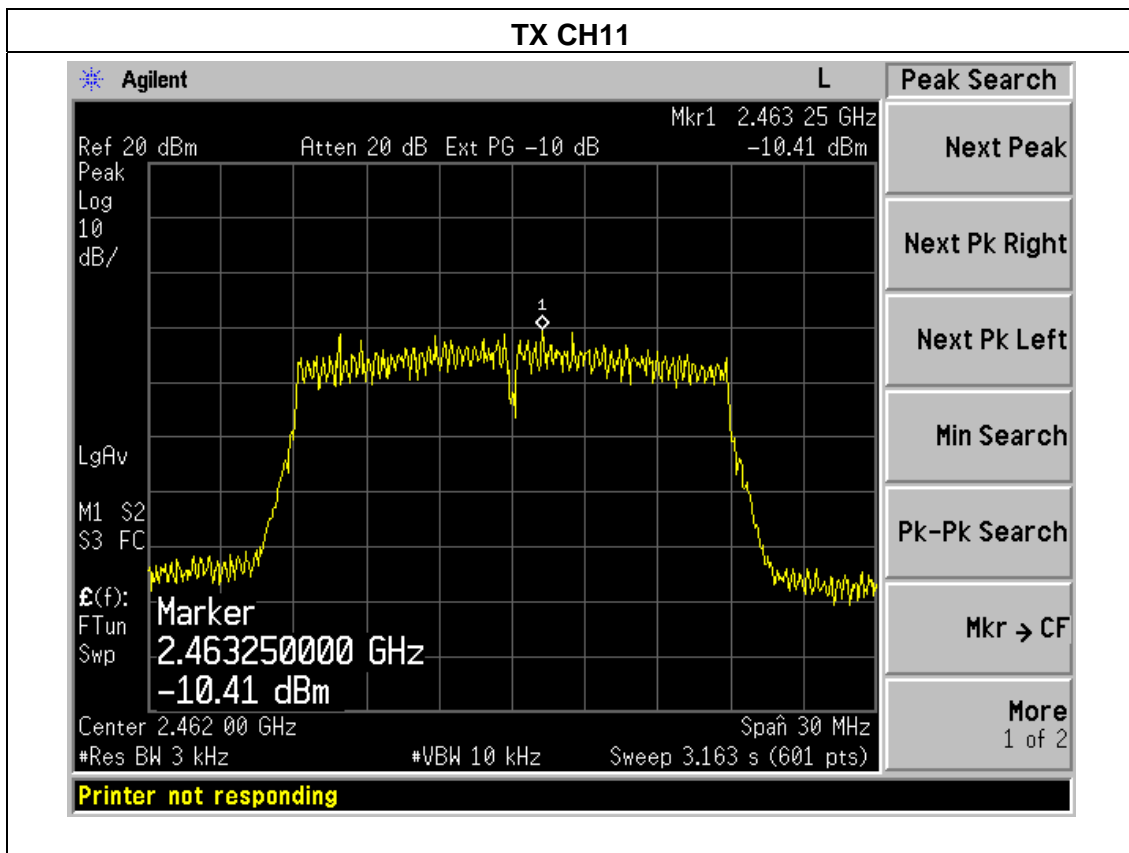 TX CH11
Agilent L
Peak Search
Mkr1 2.463 25 GHz
Ref 20 dBm Atten 20 dB Ext PG -10 dB -10.41 dBm
Peak
Log
10
dB/
1
LgAv
M1 S2
S3 FC
£(f):
FTun
Swp
Marker
2.463250000 GHz
-10.41 dBm
Center 2.462 00 GHz Span̂ 30 MHz
#Res BW 3 kHz #VBW 10 kHz Sweep 3.163 s (601 pts)
Next Peak
Next Pk Right
Next Pk Left
Min Search
Pk-Pk Search
Mkr → CF
More
1 of 2
Printer not responding